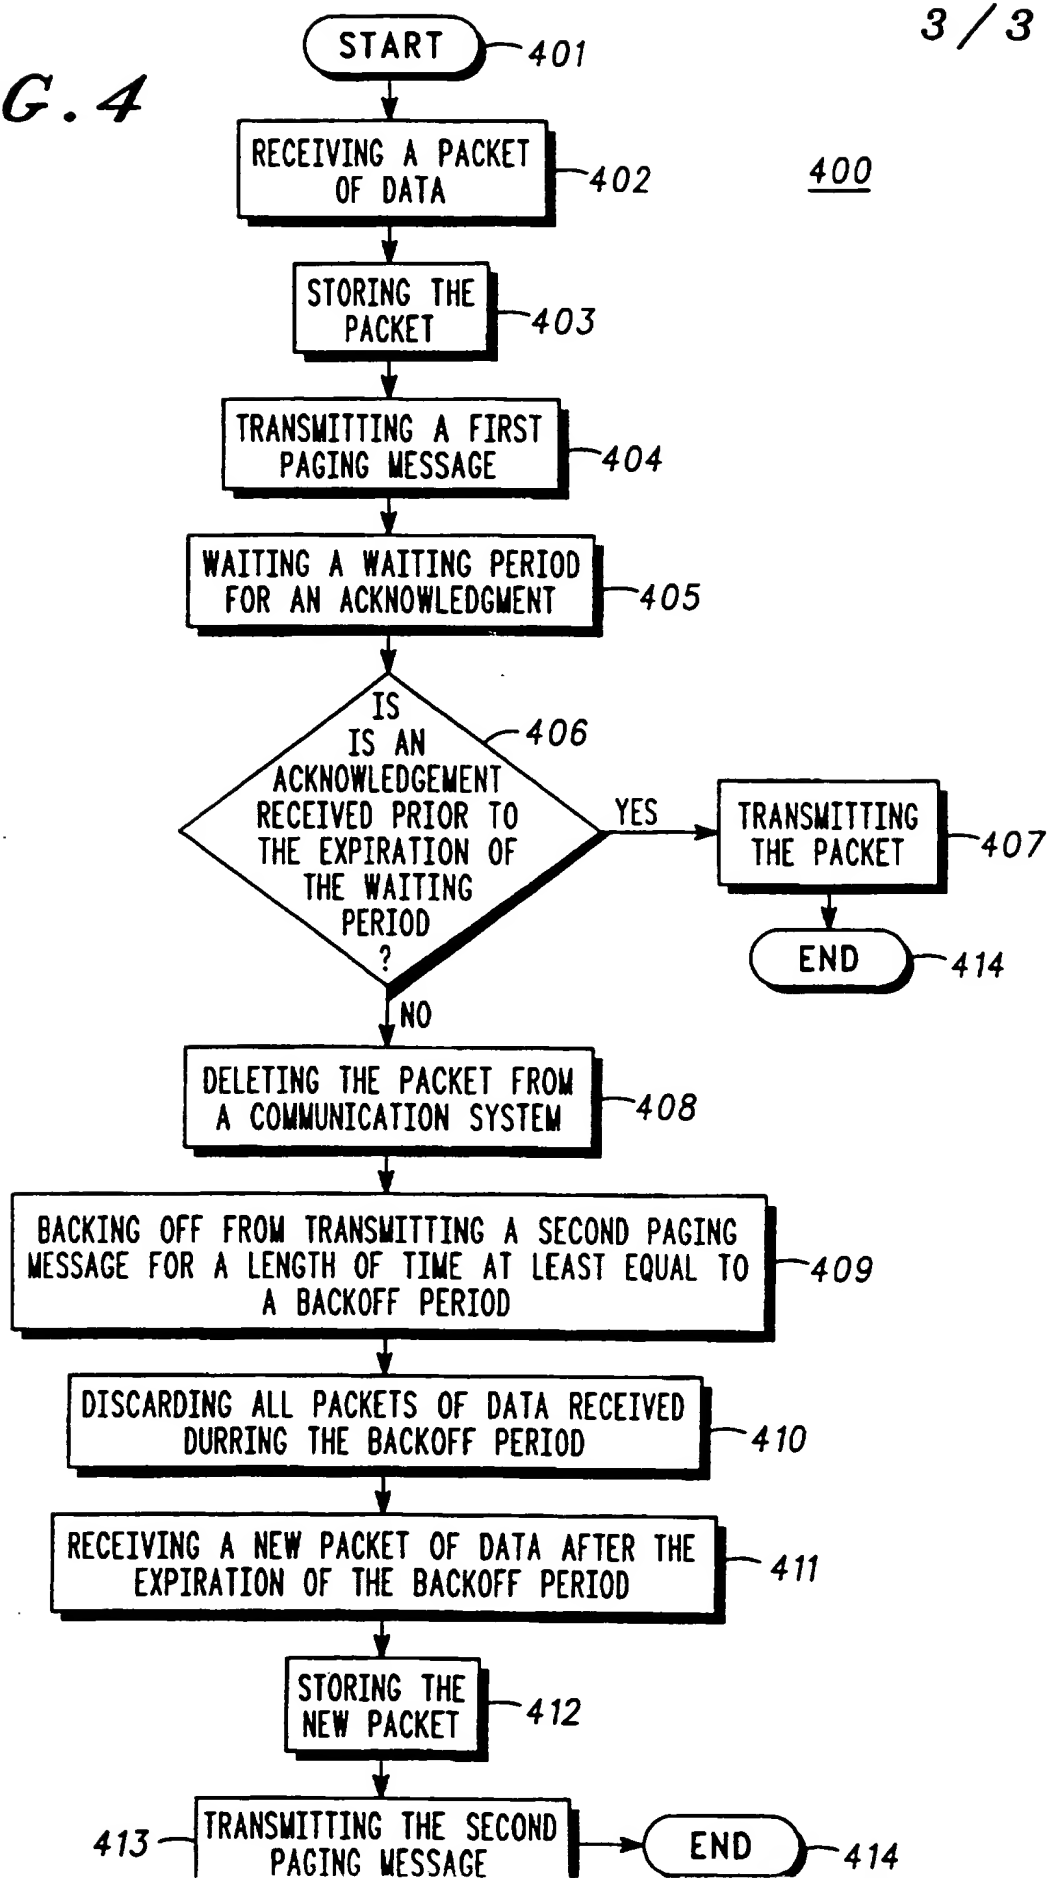 3/3
G.4
400
START
401
RECEIVING A PACKET
OF DATA
402
STORING THE
PACKET
403
TRANSMITTING A FIRST
PAGING MESSAGE
404
WAITING A WAITING PERIOD
FOR AN ACKNOWLEDGMENT
405
IS
IS AN
ACKNOWLEDGEMENT
RECEIVED PRIOR TO
THE EXPIRATION OF
THE WAITING
PERIOD
?
406
YES
TRANSMITTING
THE PACKET
407
END
414
NO
DELETING THE PACKET FROM
A COMMUNICATION SYSTEM
408
BACKING OFF FROM TRANSMITTING A SECOND PAGING
MESSAGE FOR A LENGTH OF TIME AT LEAST EQUAL TO
A BACKOFF PERIOD
409
DISCARDING ALL PACKETS OF DATA RECEIVED
DURRING THE BACKOFF PERIOD
410
RECEIVING A NEW PACKET OF DATA AFTER THE
EXPIRATION OF THE BACKOFF PERIOD
411
STORING THE
NEW PACKET
412
TRANSMITTING THE SECOND
PAGING MESSAGE
413
END
414